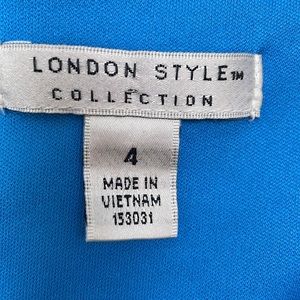 LONDON STYLE™
COLLECTION
4
MADE IN
VIETNAM
153031